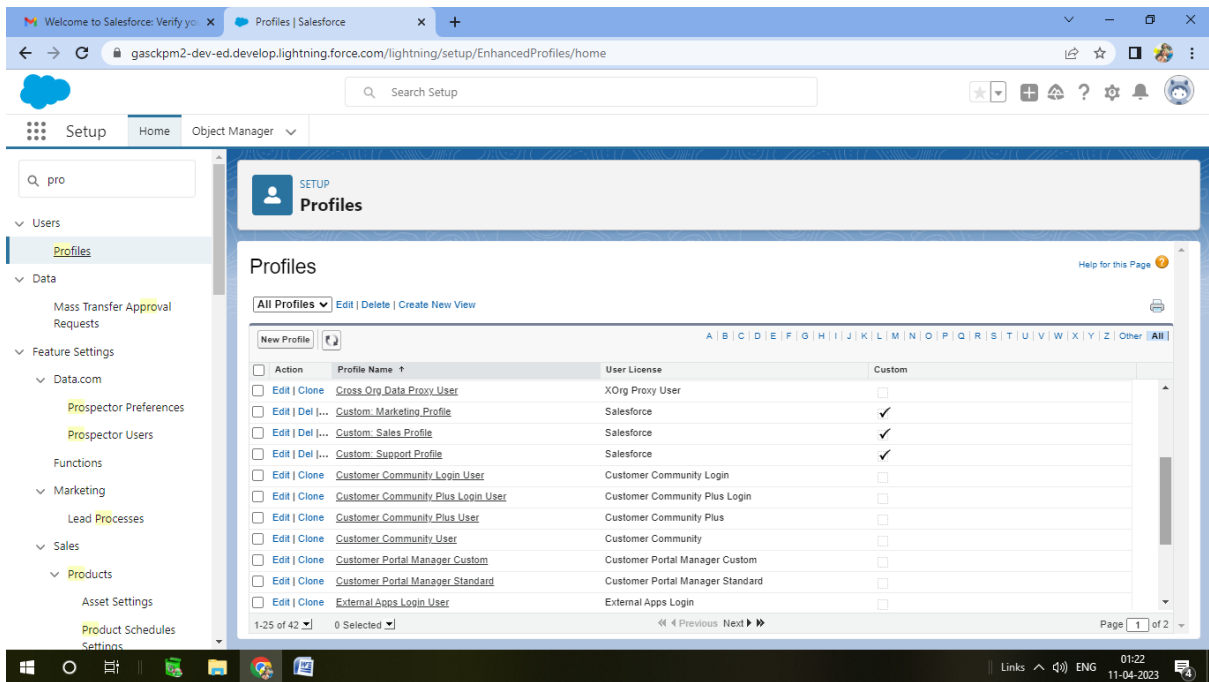 Welcome to Salesforce: Verify yo
Profiles | Salesforce
gasckpm2-dev-ed.develop.lightning.force.com/lightning/setup/EnhancedProfiles/home
Search Setup
Setup Home Object Manager
pro
Users
Profiles
Data
Mass Transfer Approval
Requests
Feature Settings
Data.com
Prospector Preferences
Prospector Users
Functions
Marketing
Lead Processes
Sales
Products
Asset Settings
Product Schedules
Settings
SETUP
Profiles
Profiles
Help for this Page
All Profiles Edit | Delete | Create New View
New Profile A | B | C | D | E | F | G | H | I | J | K | L | M | N | O | P | Q | R | S | T | U | V | W | X | Y | Z | Other | All |
Action Profile Name User License Custom
Edit | Clone Cross Org Data Proxy User XOrg Proxy User
Edit | Del |... Custom: Marketing Profile Salesforce
Edit | Del |... Custom: Sales Profile Salesforce
Edit | Del |... Custom: Support Profile Salesforce
Edit | Clone Customer Community Login User Customer Community Login
Edit | Clone Customer Community Plus Login User Customer Community Plus Login
Edit | Clone Customer Community Plus User Customer Community Plus
Edit | Clone Customer Community User Customer Community
Edit | Clone Customer Portal Manager Custom Customer Portal Manager Custom
Edit | Clone Customer Portal Manager Standard Customer Portal Manager Standard
Edit | Clone External Apps Login User External Apps Login
1-25 of 42 0 Selected Previous Next Page 1 of 2
Links ENG 01:22
11-04-2023
4